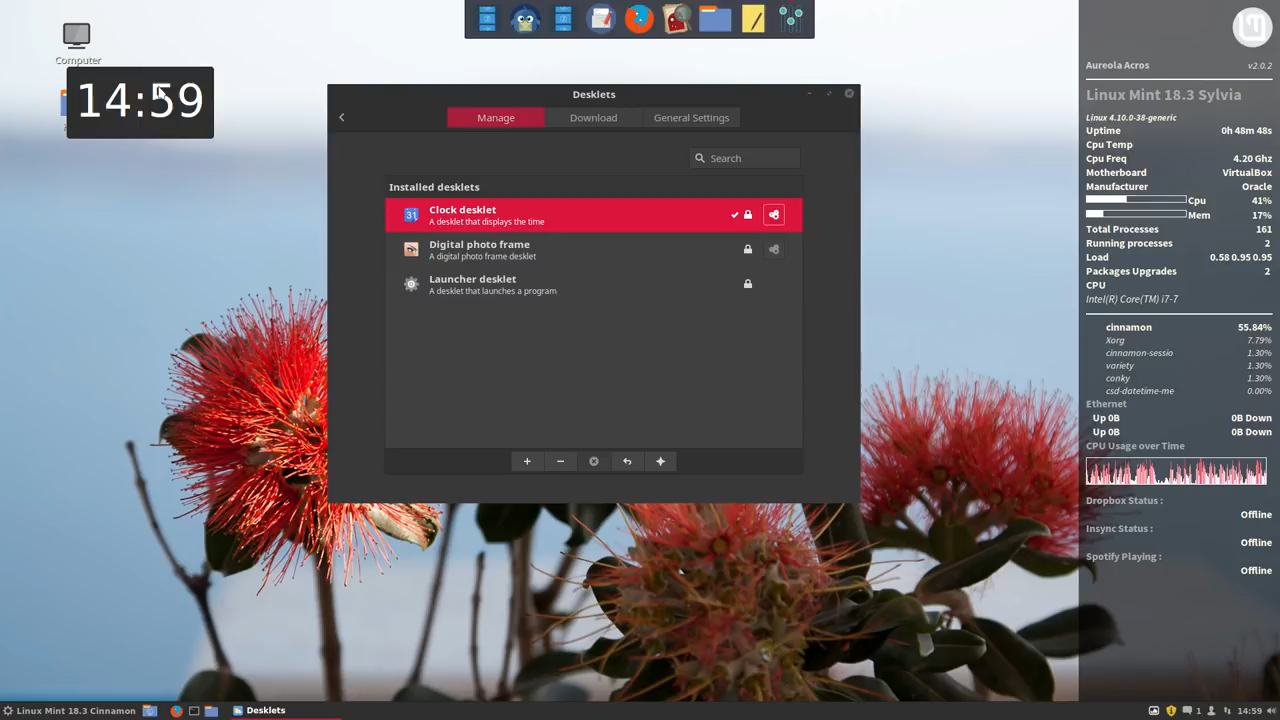 Computer
14:59
Desklets
Manage
Download
General Settings
Search
Installed desklets
Clock desklet
A desklet that displays the time
Digital photo frame
A digital photo frame desklet
Launcher desklet
A desklet that launches a program
Aureola Acros v2.0.2
Linux Mint 18.3 Sylvia
Linux 4.10.0-38-generic
Uptime 0h 48m 48s
Cpu Temp
Cpu Freq 4.20 Ghz
Motherboard VirtualBox
Manufacturer Oracle
Cpu 41%
Mem 17%
Total Processes 161
Running processes 2
Load 0.58 0.95 0.95
Packages Upgrades 2
CPU
Intel(R) Core(TM) i7-7
cinnamon 55.84%
Xorg 7.79%
cinnamon-sessio 1.30%
variety 1.30%
conky 1.30%
csd-datetime-me 0.00%
Ethernet
Up 0B 0B Down
Up 0B 0B Down
CPU Usage over Time
Dropbox Status :
Offline
Insync Status :
Offline
Spotify Playing :
Offline
Linux Mint 18.3 Cinnamon
Desklets
1
14:59